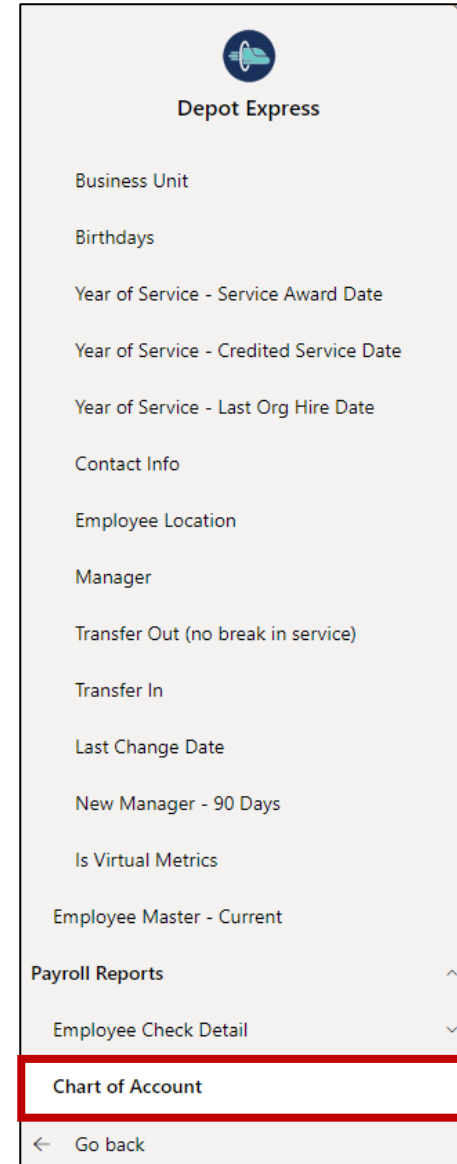 Depot Express
Business Unit
Birthdays
Year of Service - Service Award Date
Year of Service - Credited Service Date
Year of Service - Last Org Hire Date
Contact Info
Employee Location
Manager
Transfer Out (no break in service)
Transfer In
Last Change Date
New Manager - 90 Days
Is Virtual Metrics
Employee Master - Current
Payroll Reports
Employee Check Detail
Chart of Account
Go back